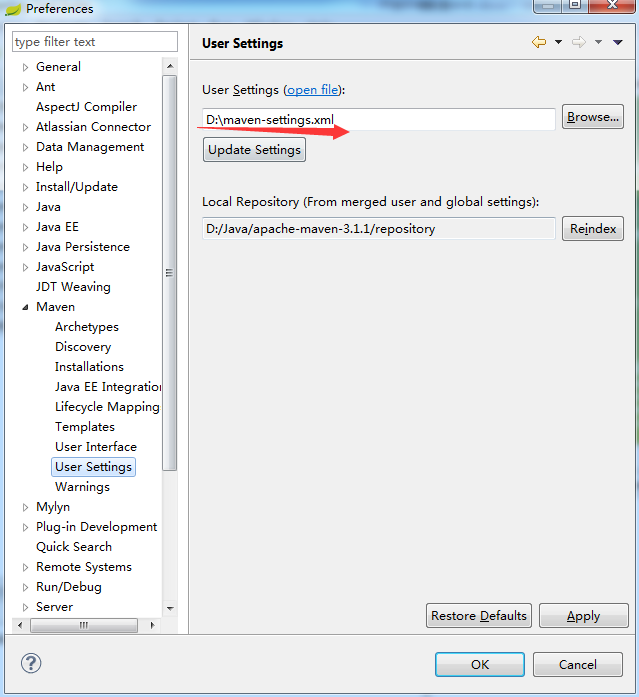 Preferences
type filter text
General
Ant
AspectJ Compiler
Atlassian Connector
Data Management
Help
Install/Update
Java
Java EE
Java Persistence
JavaScript
JDT Weaving
Maven
Archetypes
Discovery
Installations
Java EE Integration
Lifecycle Mapping
Templates
User Interface
User Settings
Warnings
Mylyn
Plug-in Development
Quick Search
Remote Systems
Run/Debug
Server
User Settings
User Settings (open file):
D:\maven-settings.xml
Browse...
Update Settings
Local Repository (From merged user and global settings):
D:/Java/apache-maven-3.1.1/repository
Reindex
Restore Defaults
Apply
?
OK
Cancel